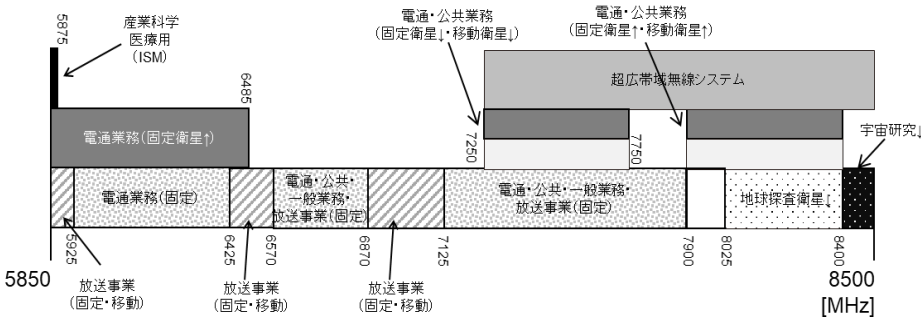 5875
産業科学
医療用
(ISM)
6485
電通・公共業務
(固定衛星↓・移動衛星↓)
電通・公共業務
(固定衛星↑・移動衛星↑)
超広帯域無線システム
電通業務(固定衛星↑)
7250
7750
宇宙研究↓
電通業務(固定)
電通・公共・
一般業務・
放送事業(固定)
電通・公共・一般業務・
放送事業(固定)
地球探査衛星↓
5850
5925
6425
6570
6870
7125
7900
8025
8400
8500
[MHz]
放送事業
(固定・移動)
放送事業
(固定・移動)
放送事業
(固定・移動)